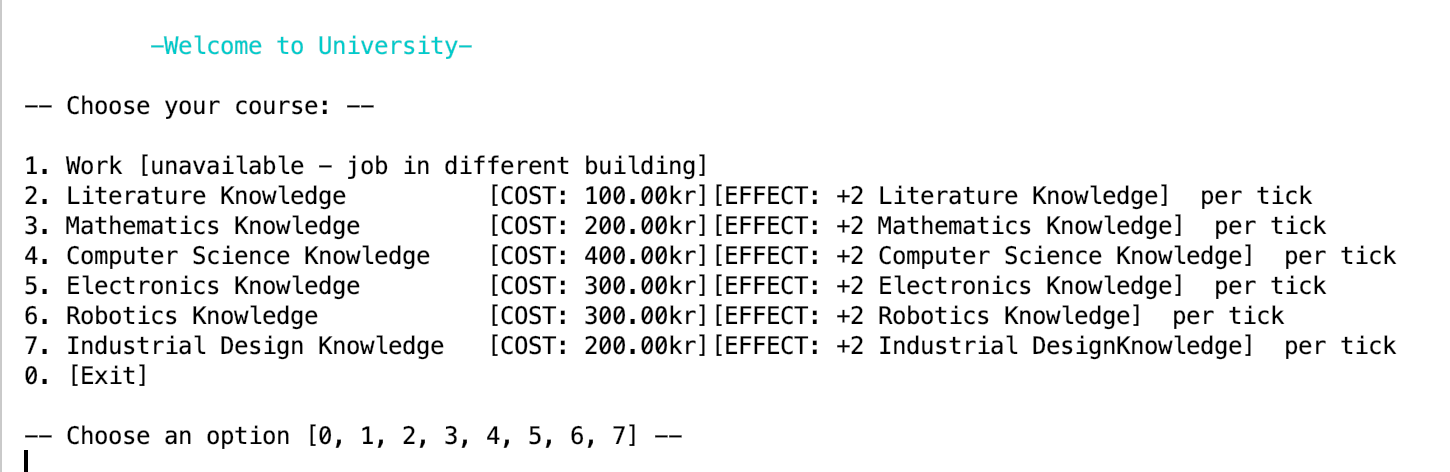 —Welcome to University—
—— Choose your course: ——
1. Work [unavailable – job in different building]
2. Literature Knowledge [COST: 100.00kr][EFFECT: +2 Literature Knowledge] per tick
3. Mathematics Knowledge [COST: 200.00kr][EFFECT: +2 Mathematics Knowledge] per tick
4. Computer Science Knowledge [COST: 400.00kr][EFFECT: +2 Computer Science Knowledge] per tick
5. Electronics Knowledge [COST: 300.00kr][EFFECT: +2 Electronics Knowledge] per tick
6. Robotics Knowledge [COST: 300.00kr][EFFECT: +2 Robotics Knowledge] per tick
7. Industrial Design Knowledge [COST: 200.00kr][EFFECT: +2 Industrial DesignKnowledge] per tick
0. [Exit]
—— Choose an option [0, 1, 2, 3, 4, 5, 6, 7] ——